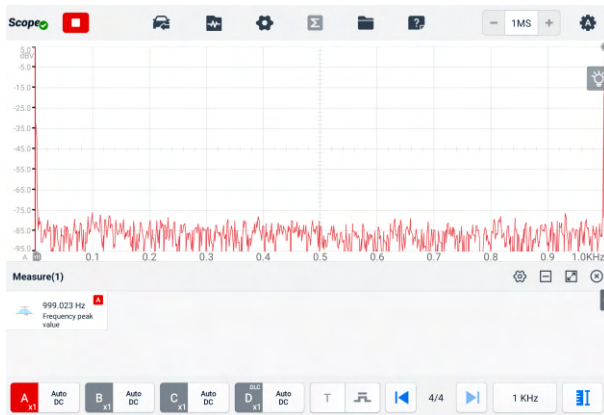 Scope
1MS
A
5.0
dBV
-5.0
-15.0
-25.0
-35.0
-45.0
-55.0
-65.0
-75.0
-85.0
-95.0
A 0.1 0.2 0.3 0.4 0.5 0.6 0.7 0.8 0.9 1.0KHz
Measure(1)
999.023 Hz A
Frequency peak
value
A x1 Auto DC
B x1 Auto DC
C x1 Auto DC
DLC
D x1 Auto DC
T
4/4
1 KHz